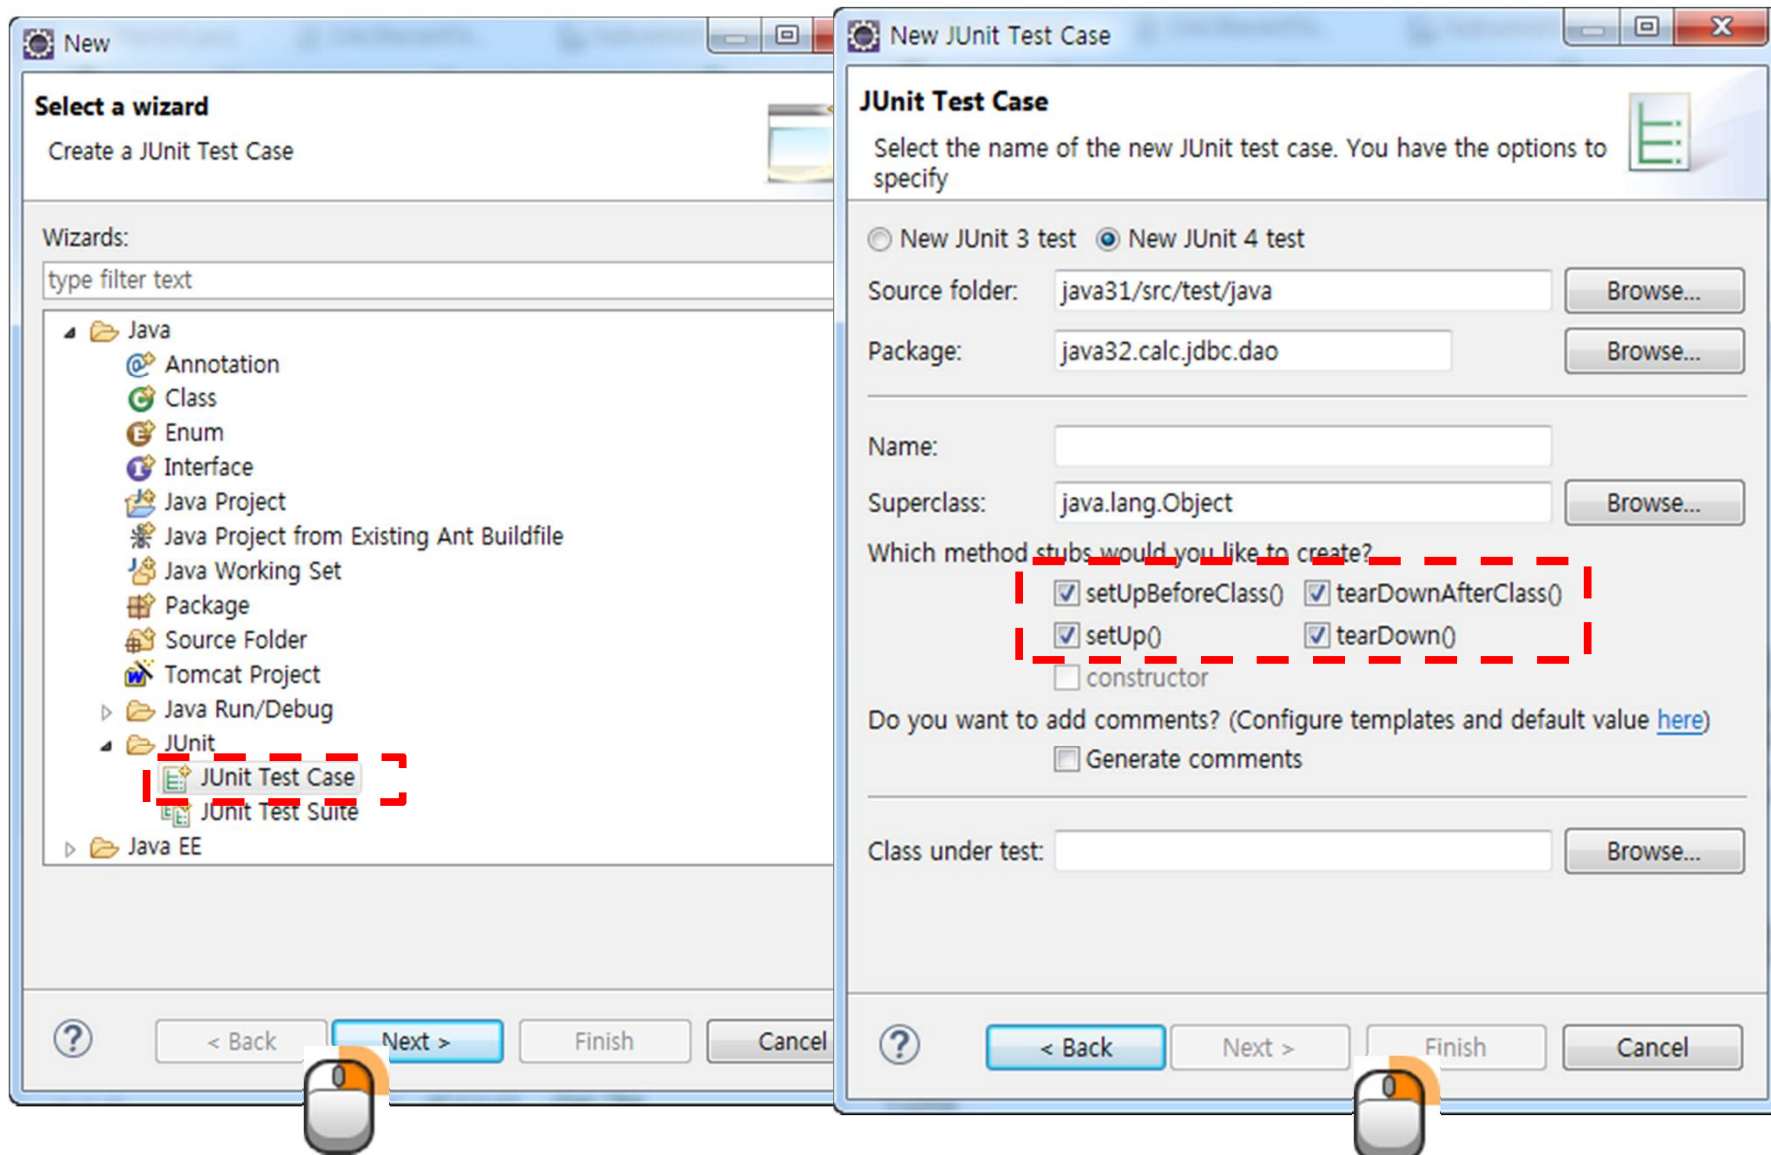 New
Select a wizard
Create a JUnit Test Case
Wizards:
type filter text
Java
Annotation
Class
Enum
Interface
Java Project
Java Project from Existing Ant Buildfile
Java Working Set
Package
Source Folder
Tomcat Project
Java Run/Debug
JUnit
JUnit Test Case
JUnit Test Suite
Java EE
< Back
Next >
Finish
Cancel
New JUnit Test Case
JUnit Test Case
Select the name of the new JUnit test case. You have the options to
specify
New JUnit 3 test New JUnit 4 test
Source folder: java31/src/test/java Browse...
Package: java32.calc.jdbc.dao Browse...
Name:
Superclass: java.lang.Object Browse...
Which method stubs would you like to create?
setUpBeforeClass() tearDownAfterClass()
setUp() tearDown()
constructor
Do you want to add comments? (Configure templates and default value here)
Generate comments
Class under test: Browse...
< Back
Next >
Finish
Cancel